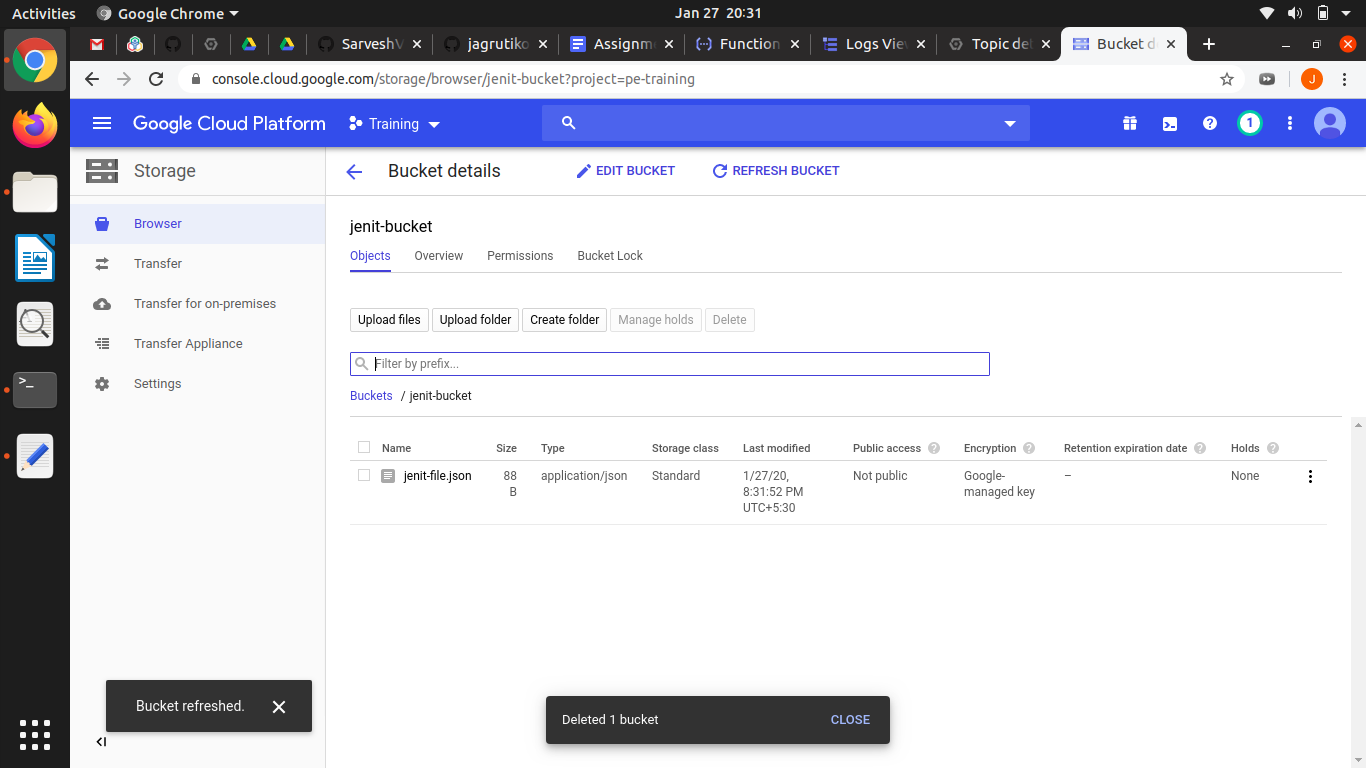 Activities Google Chrome Jan 27 20:31
SarveshV jagrutiko Assignm Function Logs View Topic det Bucket d
console.cloud.google.com/storage/browser/jenit-bucket?project=pe-training J
Google Cloud Platform Training 1
Storage Bucket details EDIT BUCKET REFRESH BUCKET
Browser
Transfer
Transfer for on-premises
Transfer Appliance
Settings
jenit-bucket
Objects Overview Permissions Bucket Lock
Upload files Upload folder Create folder Manage holds Delete
Filter by prefix...
Buckets / jenit-bucket
Name Size Type Storage class Last modified Public access Encryption Retention expiration date Holds
jenit-file.json 88 application/json Standard 1/27/20, Not public Google- – None
B 8:31:52 PM managed key
UTC+5:30
Bucket refreshed.
Deleted 1 bucket CLOSE